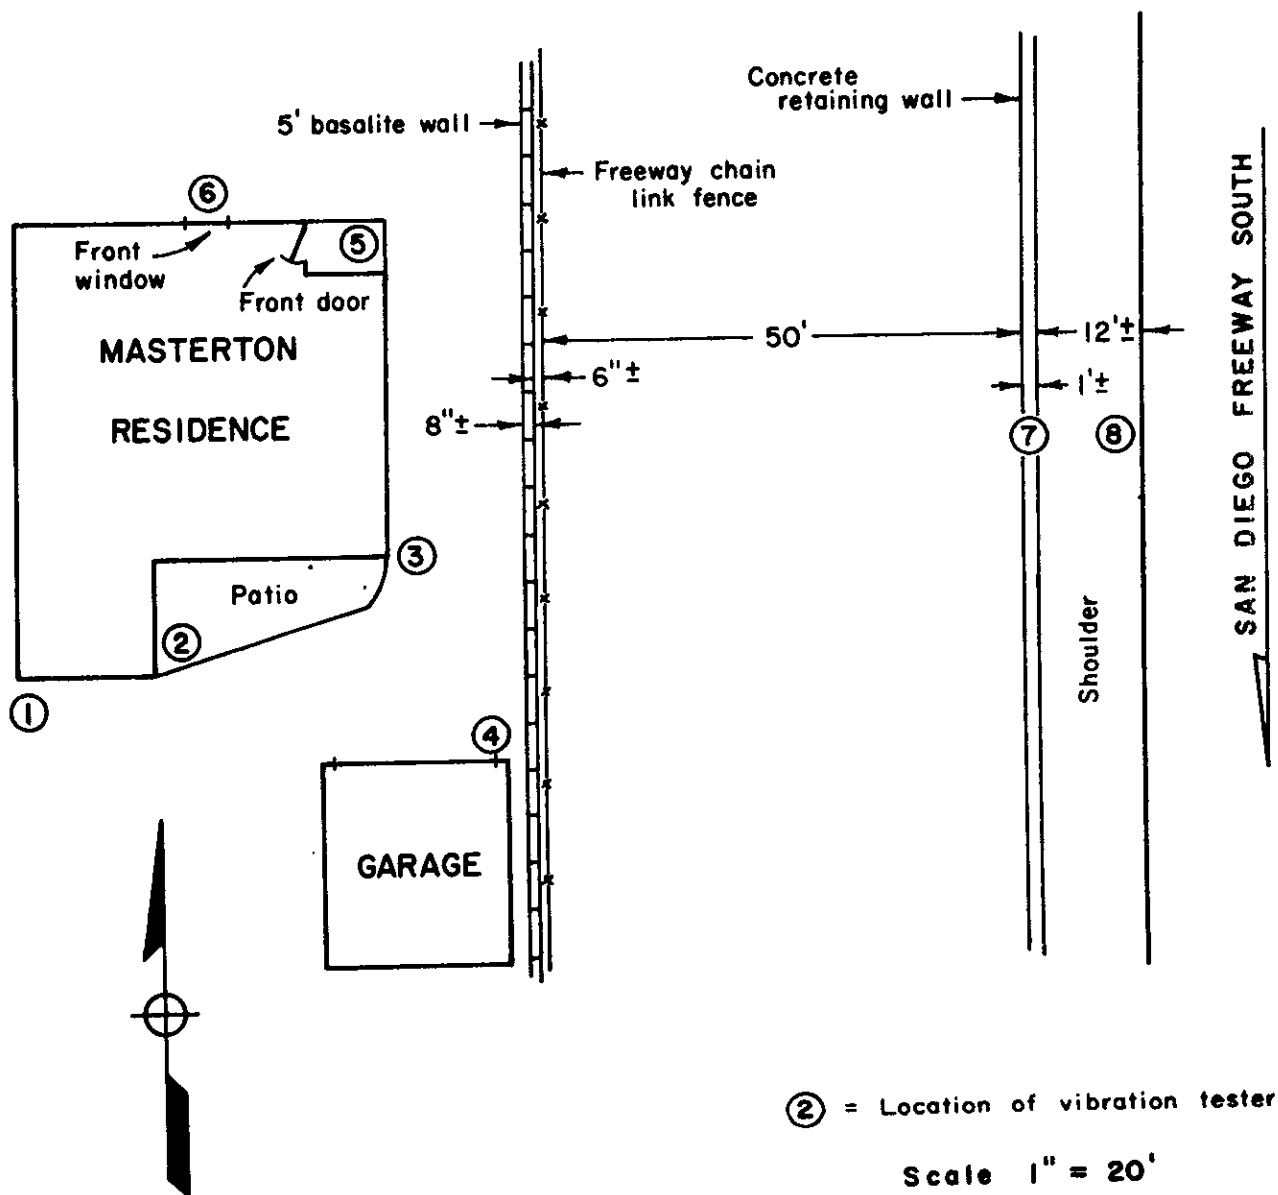 Concrete
retaining wall
5' basalite wall
Freeway chain
link fence
SAN DIEGO FREEWAY SOUTH
6
5
Front
window
Front door
50'
12'±
MASTERTON
6"±
1'±
RESIDENCE
8"±
7
8
3
Patio
2
Shoulder
1
4
GARAGE
2 = Location of vibration tester
Scale 1" = 20'